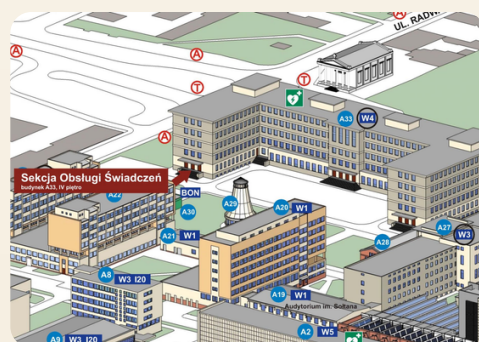 A
UL. RADW
A
A
T
T
A33
W4
A
Sekcja Obsługi Świadczeń
budynek A33, IV piętro
A22
BON
A30
A29
A20
W1
A21
W1
A28
A27
W3
A8
W3 I20
A19
W1
Audytorium im. Sołtana
A2
W5
A9
W3 I20